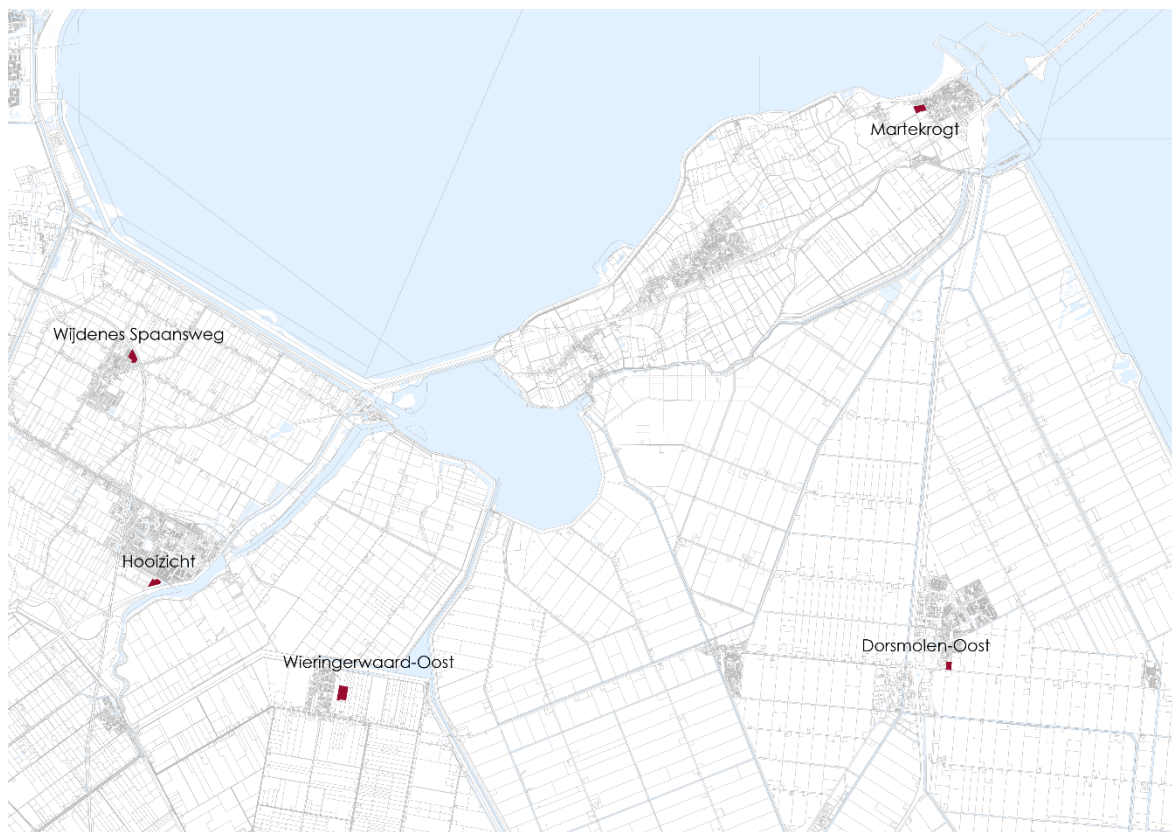 Martekrogt
Wijdenes Spaansweg
Hooizicht
Wieringerwaard-Oost
Dorsmolen-Oost